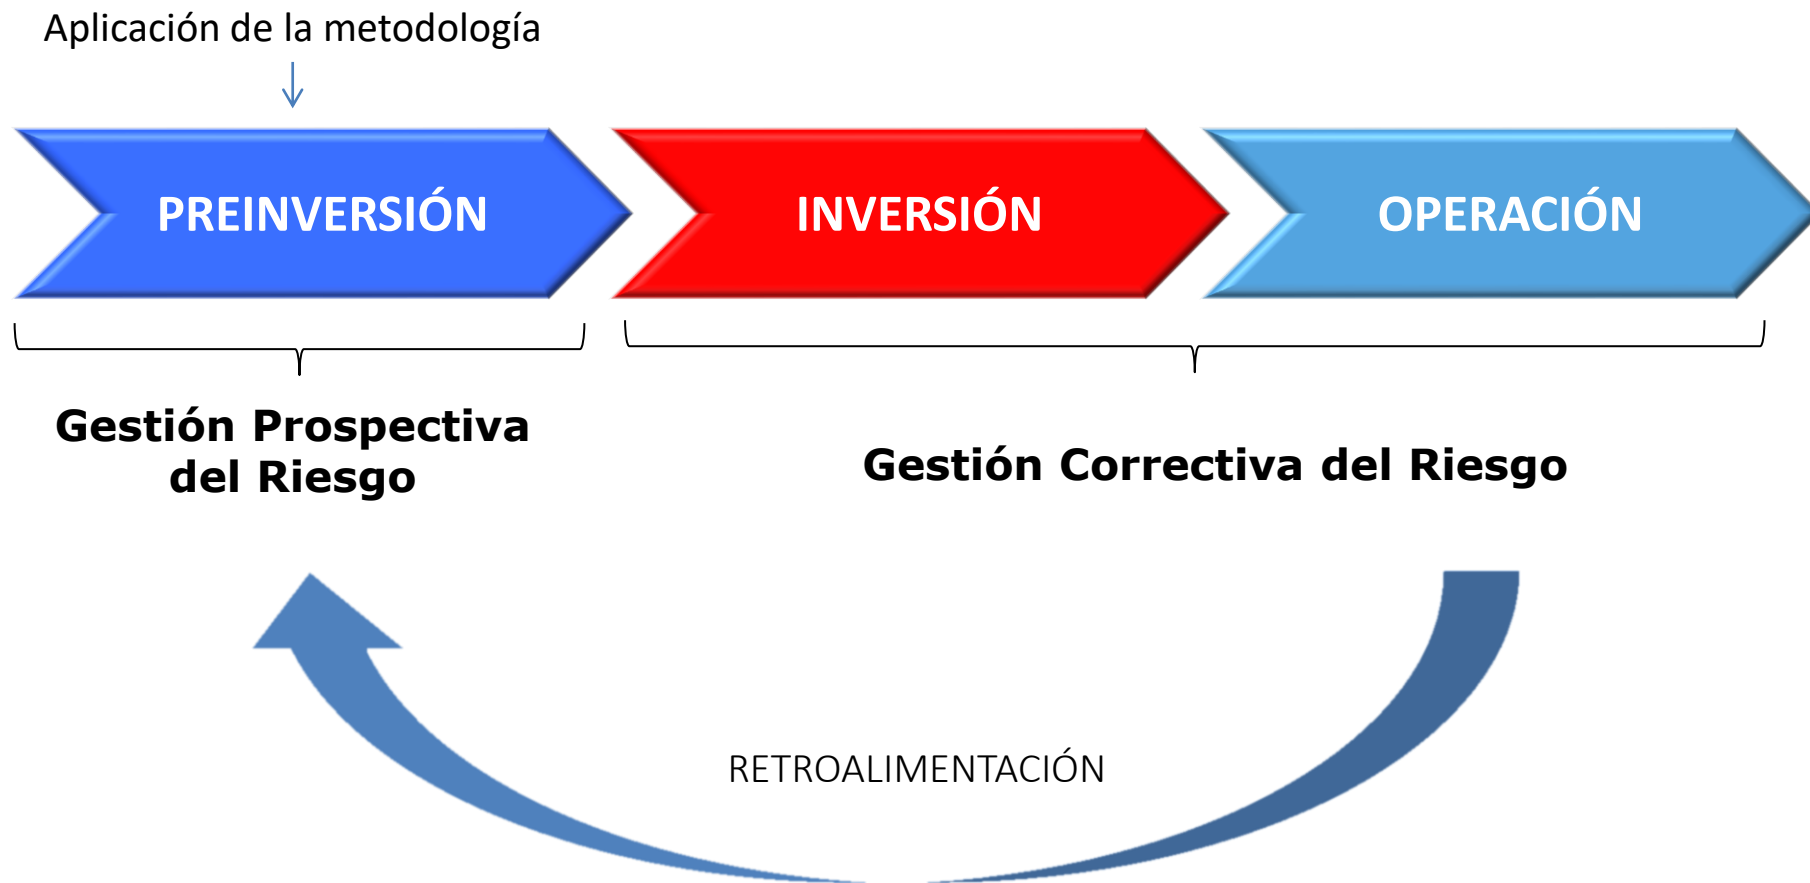 Aplicación de la metodología
PREINVERSIÓN
INVERSIÓN
OPERACIÓN
Gestión Prospectiva
del Riesgo
Gestión Correctiva del Riesgo
RETROALIMENTACIÓN